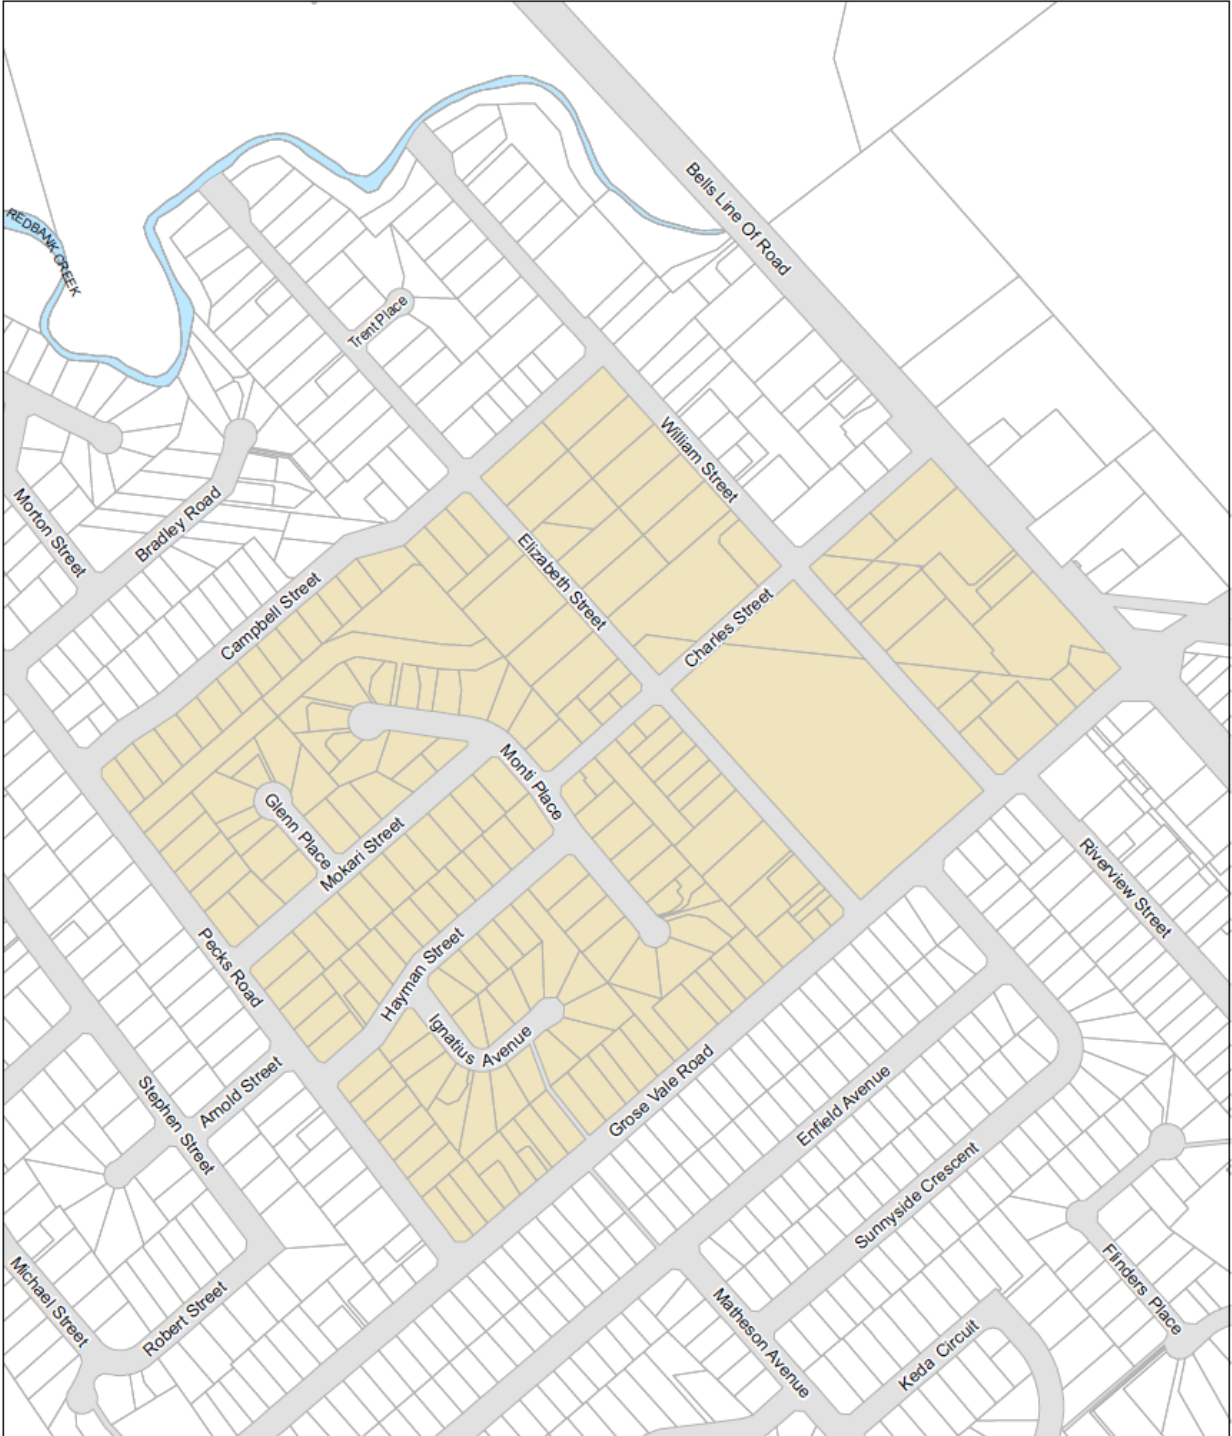 Bells Line Of Road
REDBANK CREEK
Trent Place
William Street
Morton Street
Bradley Road
Elizabeth Street
Campbell Street
Charles Street
Monti Place
Glenn Place
Mokari Street
Riverview Street
Pecks Road
Hayman Street
Ignatius Avenue
Grose Vale Road
Stephen Street
Arnold Street
Enfield Avenue
Sunnyside Crescent
Michael Street
Robert Street
Flinders Place
Matheson Avenue
Keda Circuit